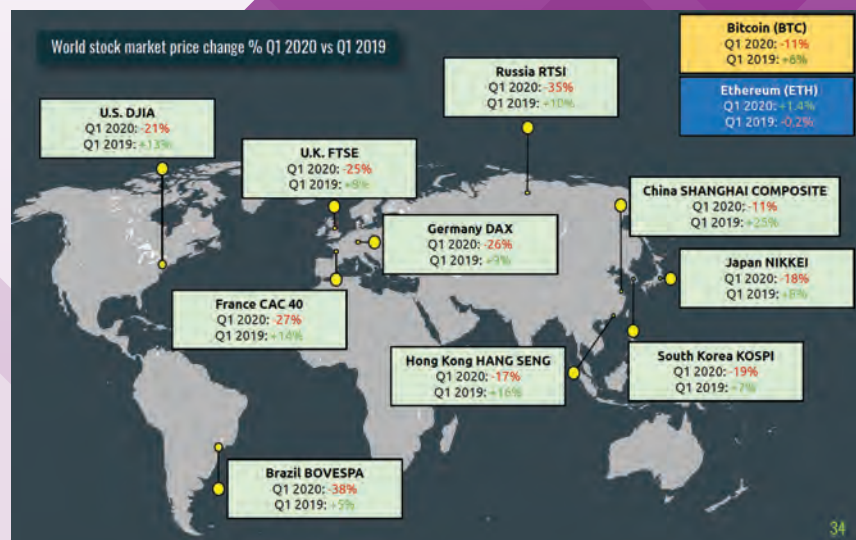 World stock market price change % Q1 2020 vs Q1 2019
Bitcoin (BTC)
Q1 2020: -11%
Q1 2019: +6%
Ethereum (ETH)
Q1 2020: +1.4%
Q1 2019: -0.2%
Russia RTSI
Q1 2020: -35%
Q1 2019: +10%
U.S. DJIA
Q1 2020: -21%
Q1 2019: +13%
U.K. FTSE
Q1 2020: -25%
Q1 2019: +9%
China SHANGHAI COMPOSITE
Q1 2020: -11%
Q1 2019: +25%
Germany DAX
Q1 2020: -26%
Q1 2019: +9%
Japan NIKKEI
Q1 2020: -18%
Q1 2019: +8%
France CAC 40
Q1 2020: -27%
Q1 2019: +14%
Hong Kong HANG SENG
Q1 2020: -17%
Q1 2019: +16%
South Korea KOSPI
Q1 2020: -19%
Q1 2019: +7%
Brazil BOVESPA
Q1 2020: -38%
Q1 2019: +5%
34